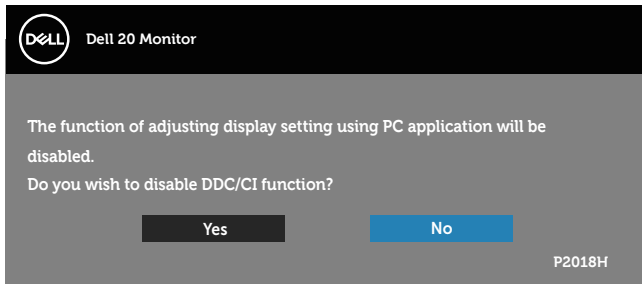 DELL
Dell 20 Monitor
The function of adjusting display setting using PC application will be
disabled.
Do you wish to disable DDC/CI function?
Yes
No
P2018H